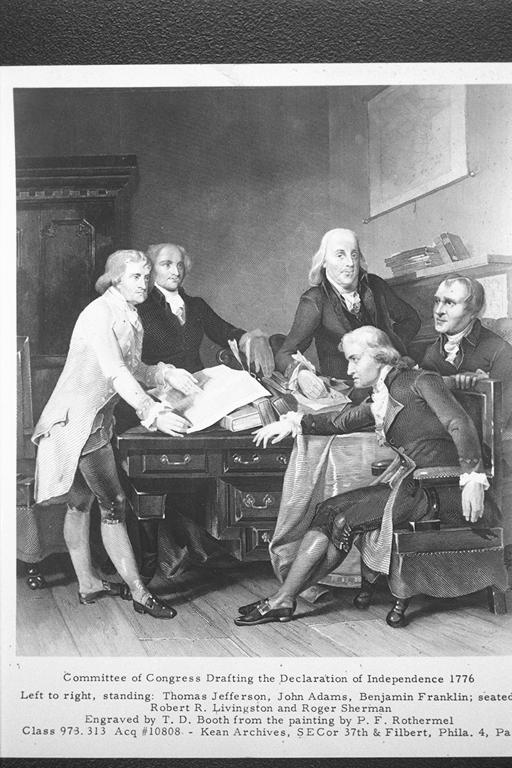 Committee of Congress Drafting the Declaration of Independence 1776
Left to right, standing: Thomas Jefferson, John Adams, Benjamin Franklin; seated
Robert R. Livingston and Roger Sherman
Engraved by T. D. Booth from the painting by P. F. Rothermel
Class 973.313 Acq #10808 - Kean Archives, SECor 37th & Filbert, Phila. 4, Pa